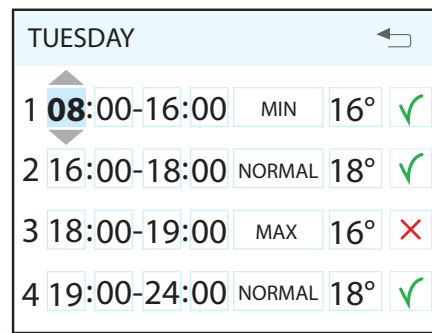 TUESDAY
1 08:00-16:00 MIN 16°
2 16:00-18:00 NORMAL 18°
3 18:00-19:00 MAX 16°
4 19:00-24:00 NORMAL 18°